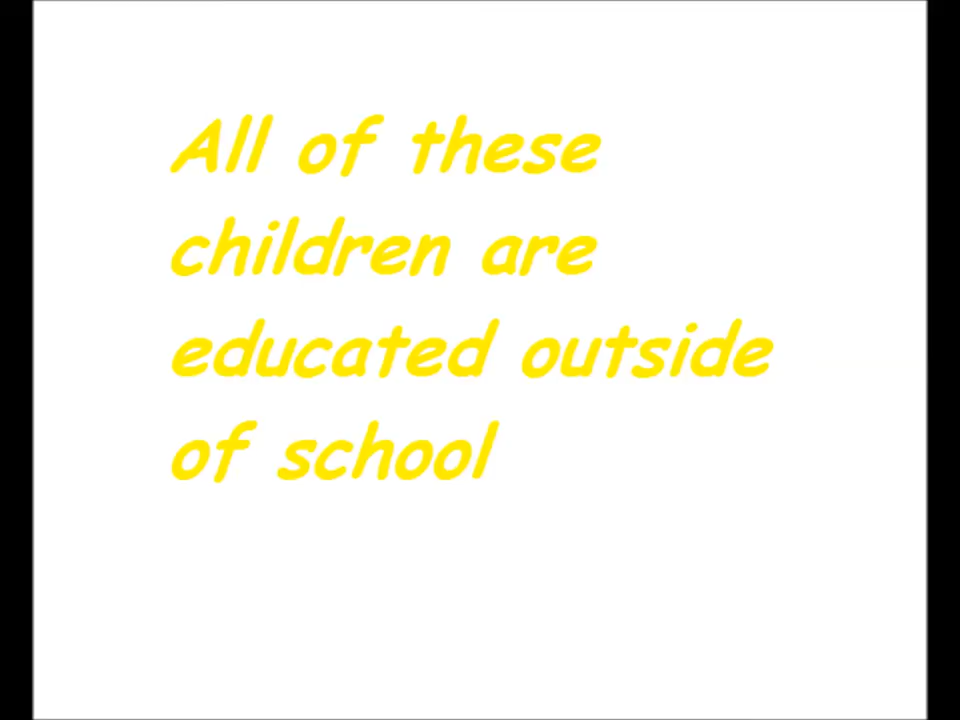 All of these
children are
educated outside
of school